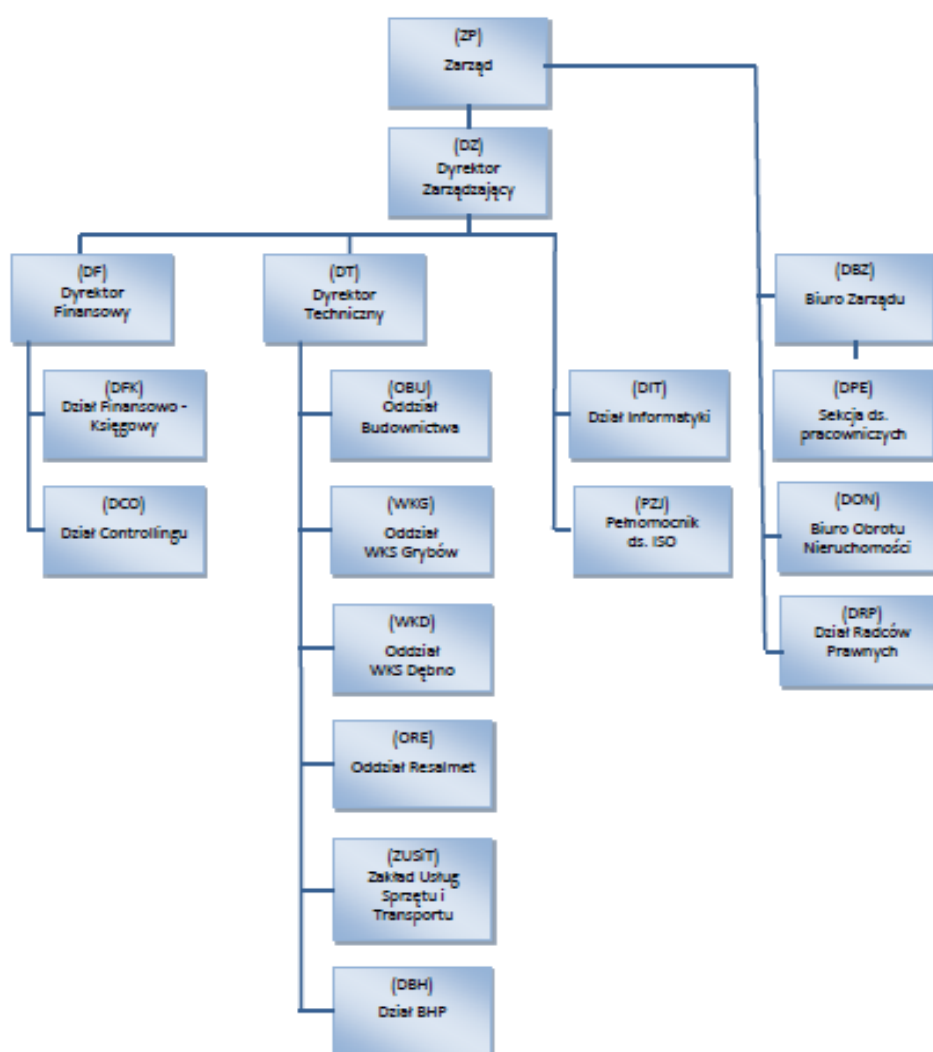 (ZP)
Zarząd
(DZ)
Dyrektor
Zarządzający
(DF)
Dyrektor
Finansowy
(DT)
Dyrektor
Techniczny
(DBZ)
Biuro Zarządu
(DFK)
Dział Finansowo -
Księgowy
(OBU)
Oddział
Budownictwa
(DIT)
Dział Informatyki
(DPE)
Sekcja ds.
pracowniczych
(DCO)
Dział Controllingu
(WKG)
Oddział
WKS Grybów
(PZJ)
Pełnomocnik
ds. ISO
(DON)
Biuro Obrotu
Nieruchomości
(WKD)
Oddział
WKS Dębno
(DRP)
Dział Radców
Prawnych
(ORE)
Oddział Resalmet
(ZUSiT)
Zakład Usług
Sprzętu i
Transportu
(DBH)
Dział BHP